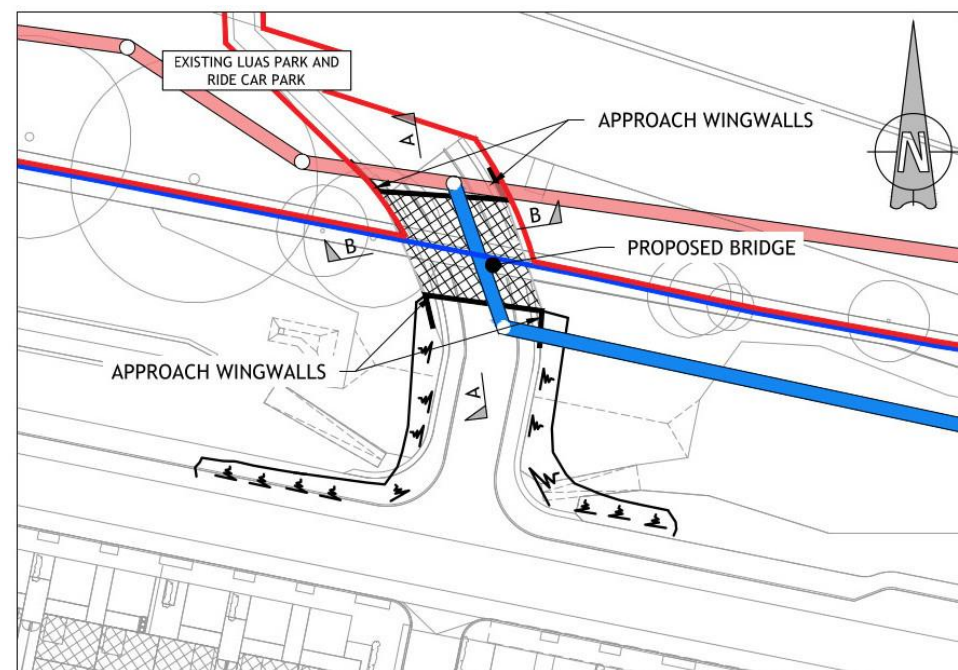 EXISTING LUAS PARK AND
RIDE CAR PARK
A
APPROACH WINGWALLS
N
B
B
PROPOSED BRIDGE
APPROACH WINGWALLS
A